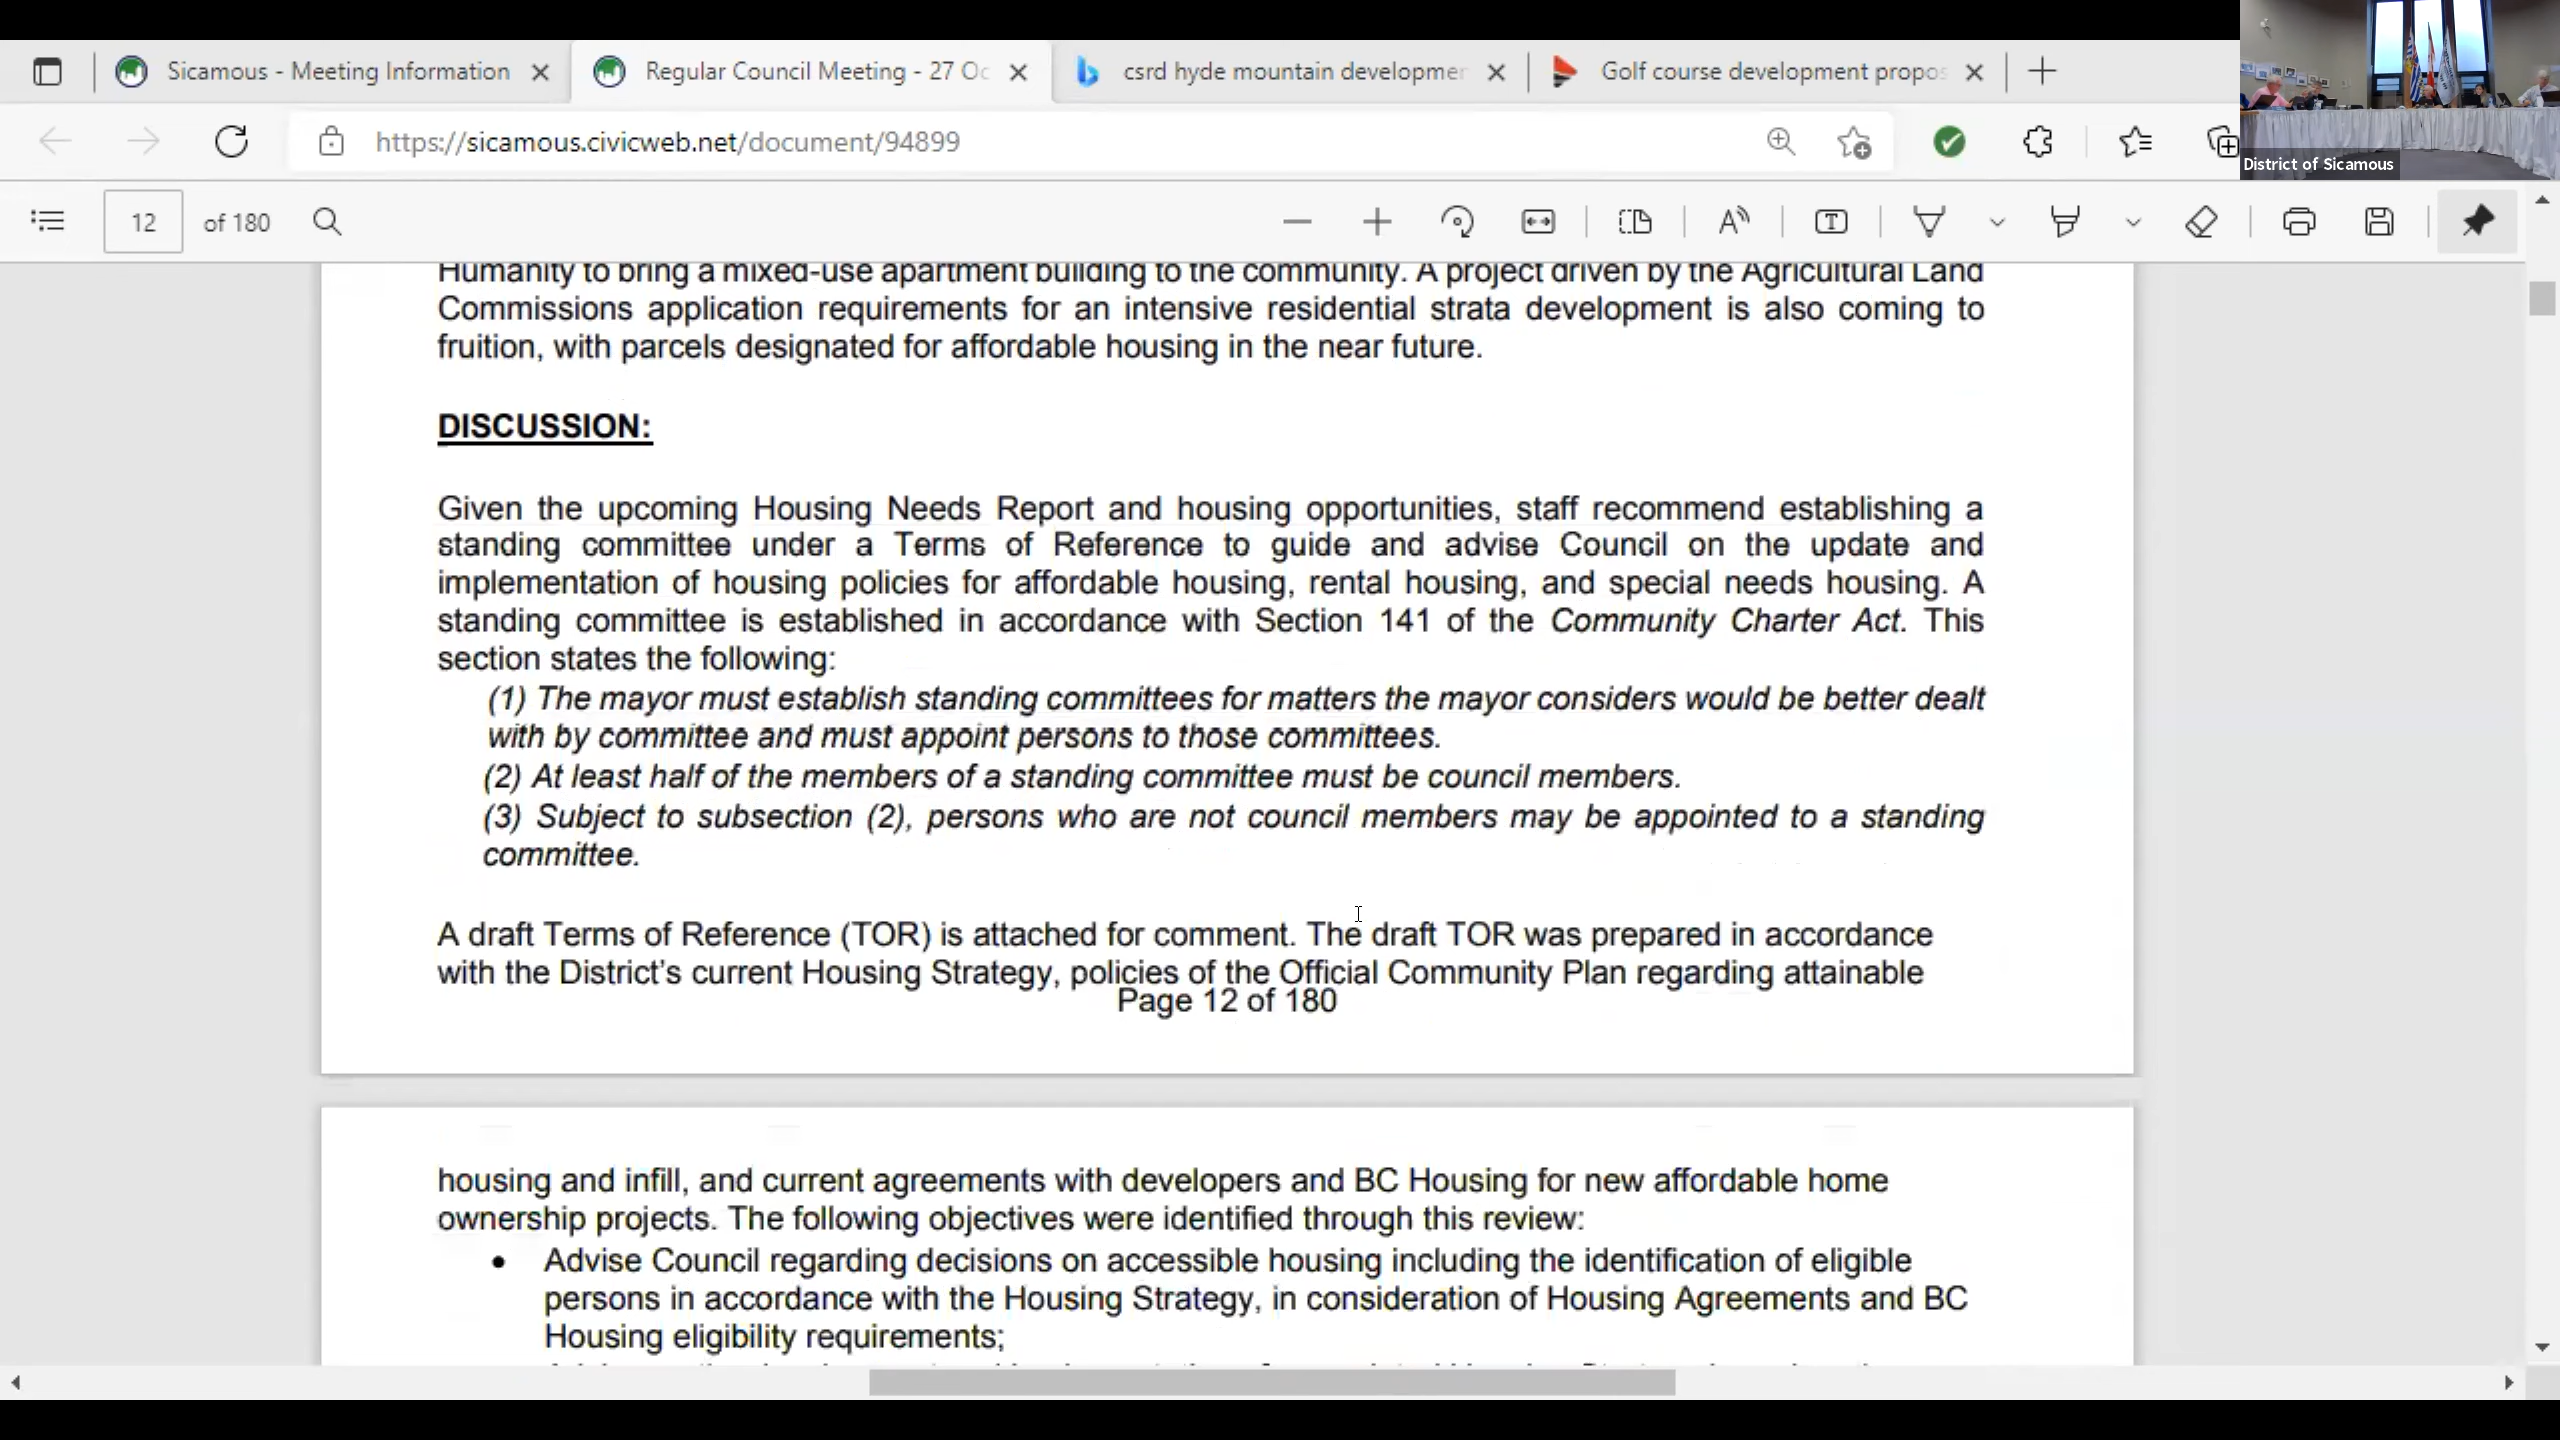 Sicamous - Meeting Information
Regular Council Meeting - 27 Oc
csrd hyde mountain developmer
Golf course development propos
https://sicamous.civicweb.net/document/94899
District of Sicamous
12 of 180
Humanity to bring a mixed-use apartment building to the community. A project driven by the Agricultural Land
Commissions application requirements for an intensive residential strata development is also coming to
fruition, with parcels designated for affordable housing in the near future.
DISCUSSION:
Given the upcoming Housing Needs Report and housing opportunities, staff recommend establishing a
standing committee under a Terms of Reference to guide and advise Council on the update and
implementation of housing policies for affordable housing, rental housing, and special needs housing. A
standing committee is established in accordance with Section 141 of the Community Charter Act. This
section states the following:
(1) The mayor must establish standing committees for matters the mayor considers would be better dealt
with by committee and must appoint persons to those committees.
(2) At least half of the members of a standing committee must be council members.
(3) Subject to subsection (2), persons who are not council members may be appointed to a standing
committee.
A draft Terms of Reference (TOR) is attached for comment. The draft TOR was prepared in accordance
with the District's current Housing Strategy, policies of the Official Community Plan regarding attainable
Page 12 of 180
housing and infill, and current agreements with developers and BC Housing for new affordable home
ownership projects. The following objectives were identified through this review:
• Advise Council regarding decisions on accessible housing including the identification of eligible
persons in accordance with the Housing Strategy, in consideration of Housing Agreements and BC
Housing eligibility requirements;